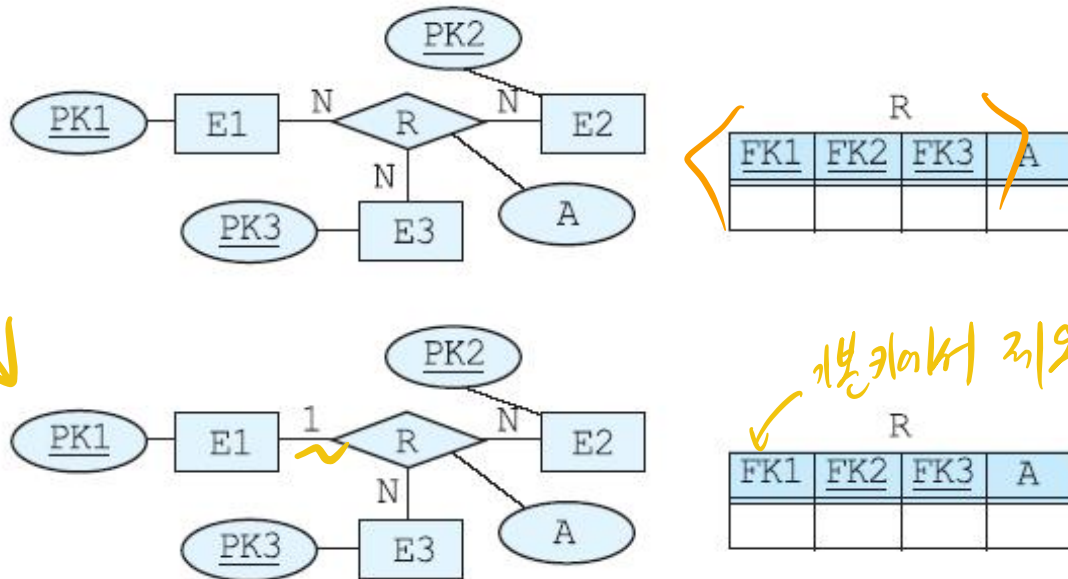 PK2
PK1 E1 N R N E2
N
PK3 E3 A
R
FK1 FK2 FK3 A
PK2
PK1 E1 1 R N E2
N
PK3 E3 A
기본키에서 제외
R
FK1 FK2 FK3 A